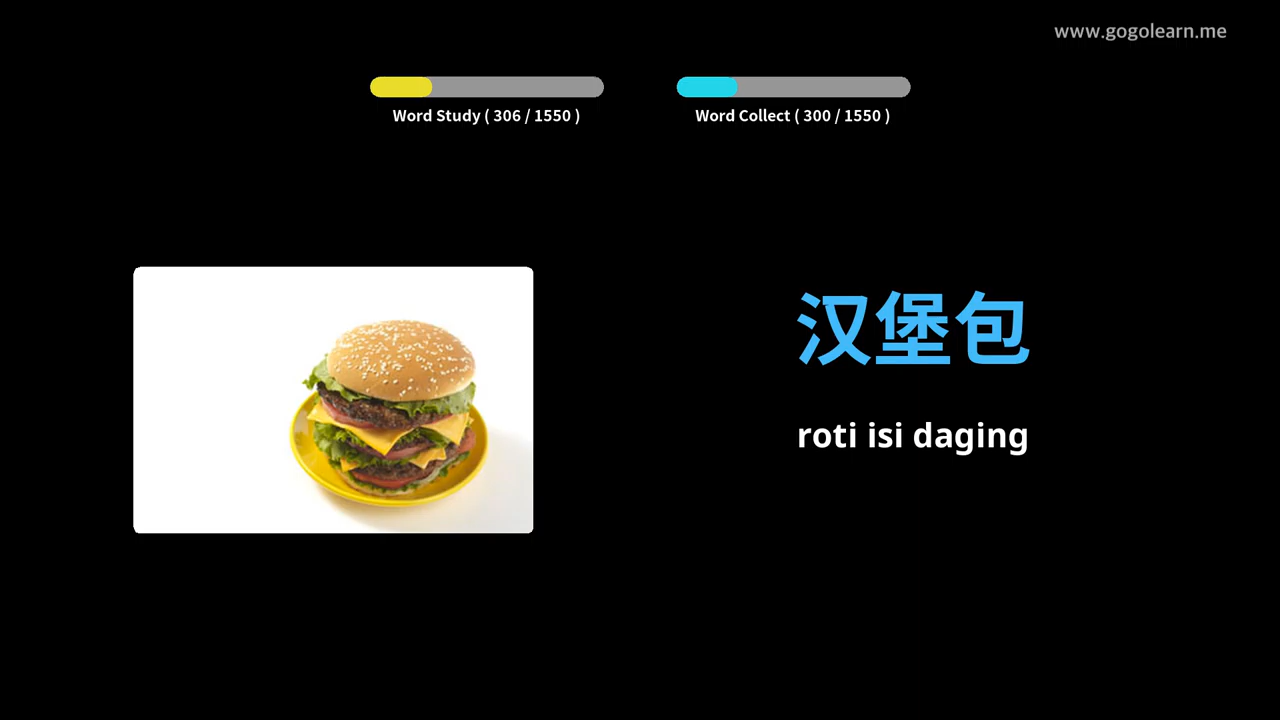 www.gogolearn.me
Word Study ( 306 / 1550 )
Word Collect ( 300 / 1550 )
汉堡包
roti isi daging